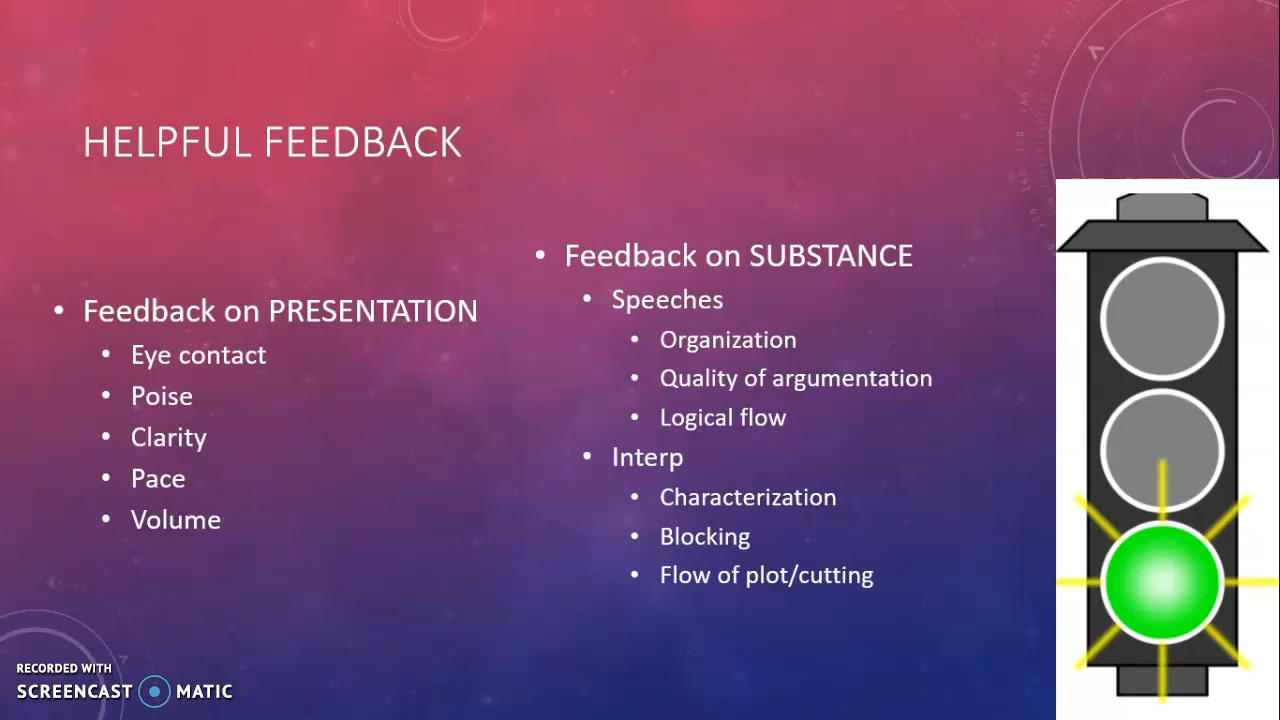 HELPFUL FEEDBACK
• Feedback on PRESENTATION
• Eye contact
• Poise
• Clarity
• Pace
• Volume
• Feedback on SUBSTANCE
• Speeches
• Organization
• Quality of argumentation
• Logical flow
• Interp
• Characterization
• Blocking
• Flow of plot/cutting
RECORDED WITH
SCREENCAST MATIC